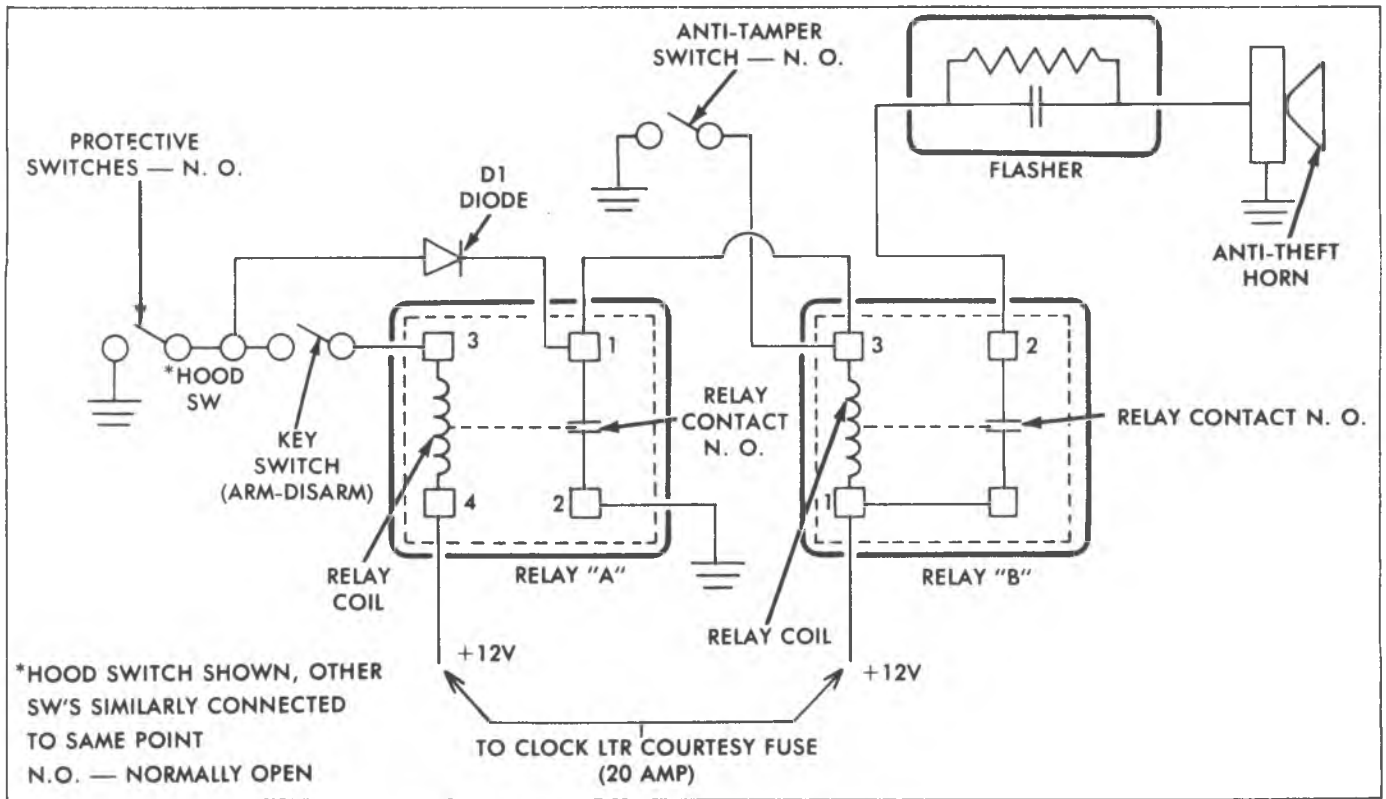 ANTI-TAMPER
SWITCH — N. O.
PROTECTIVE
SWITCHES — N. O.
D1
DIODE
FLASHER
ANTI-THEFT
HORN
*HOOD
SW
KEY
SWITCH
(ARM-DISARM)
3
1
4
2
RELAY
CONTACT
N. O.
RELAY
COIL
RELAY "A"
3
2
1
RELAY CONTACT N. O.
RELAY "B"
RELAY COIL
+12V
+12V
TO CLOCK LTR COURTESY FUSE
(20 AMP)
*HOOD SWITCH SHOWN, OTHER
SW'S SIMILARLY CONNECTED
TO SAME POINT
N.O. — NORMALLY OPEN